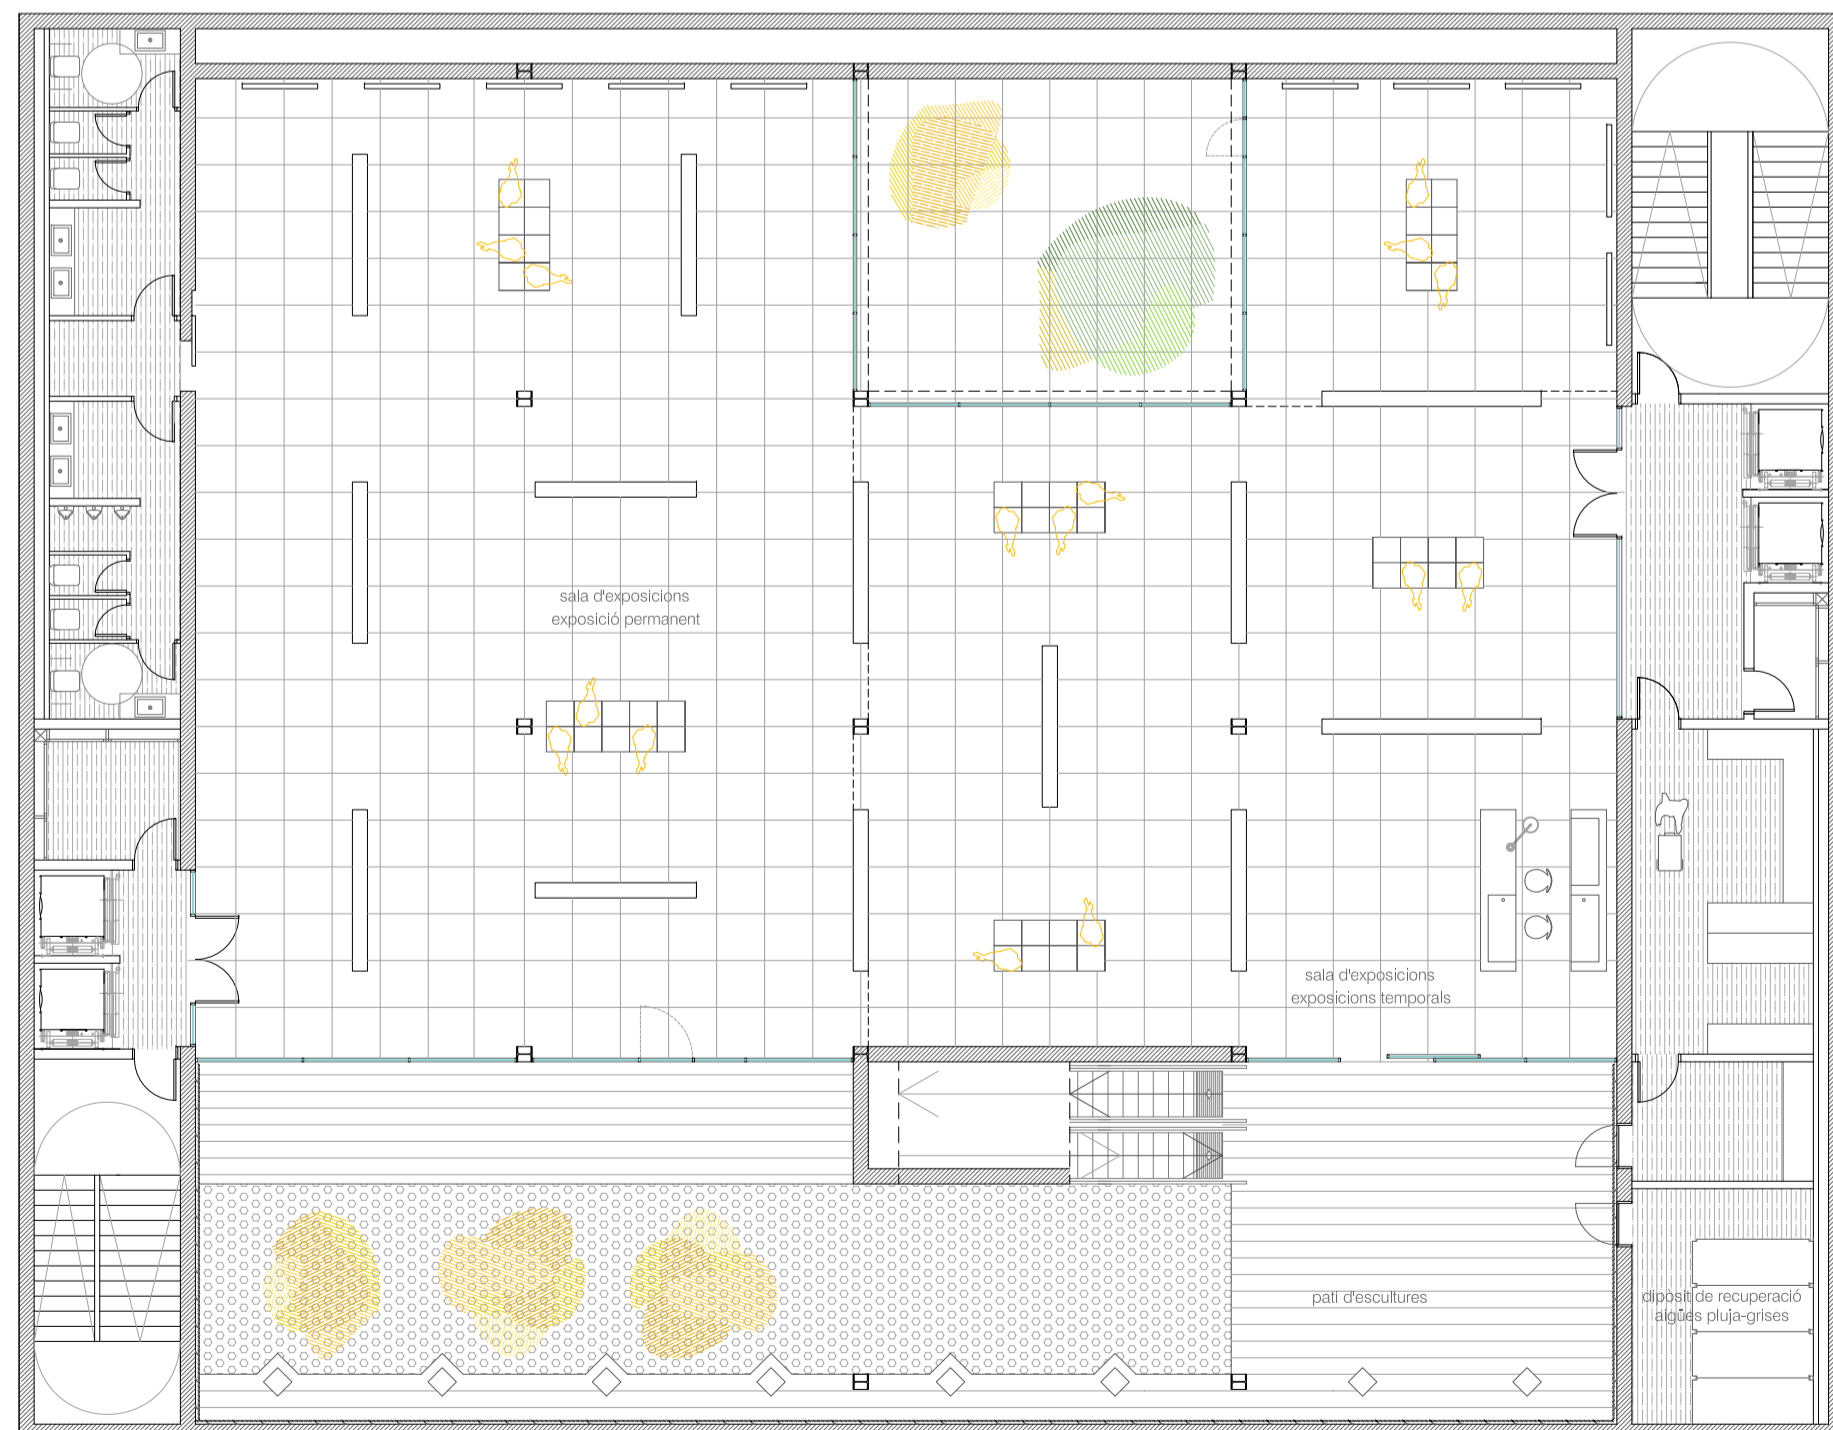 sala d'exposicions
exposició permanent
sala d'exposicions
exposicions temporals
pati d'escultures
dipòsit de recuperació
aigües pluja-grises